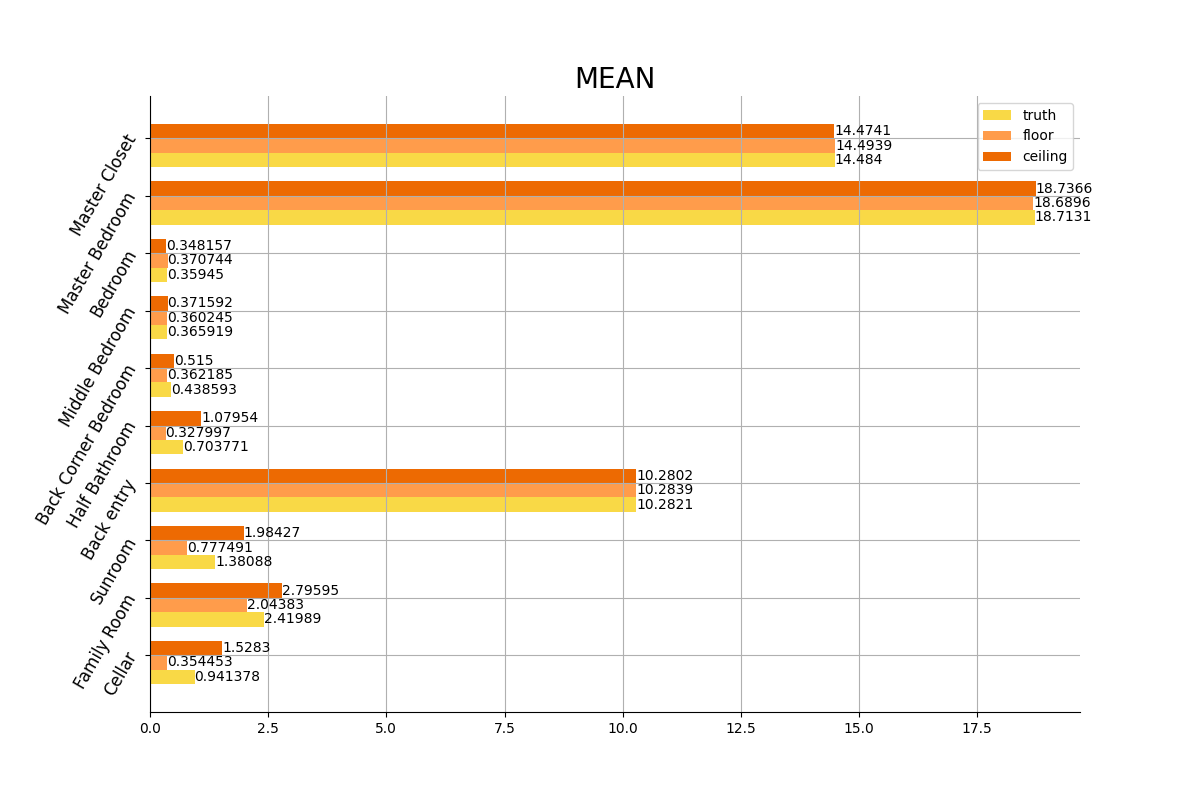 MEAN
truth
floor
ceiling
Master Closet
14.4741
14.4939
14.484
Master Bedroom
18.7366
18.6896
18.7131
Bedroom
0.348157
0.370744
0.35945
Middle Bedroom
0.371592
0.360245
0.365919
Back Corner Bedroom
0.515
0.362185
0.438593
Half Bathroom
1.07954
0.327997
0.703771
Back entry
10.2802
10.2839
10.2821
Sunroom
1.98427
0.777491
1.38088
Family Room
2.79595
2.04383
2.41989
Cellar
1.5283
0.354453
0.941378
0.0 2.5 5.0 7.5 10.0 12.5 15.0 17.5